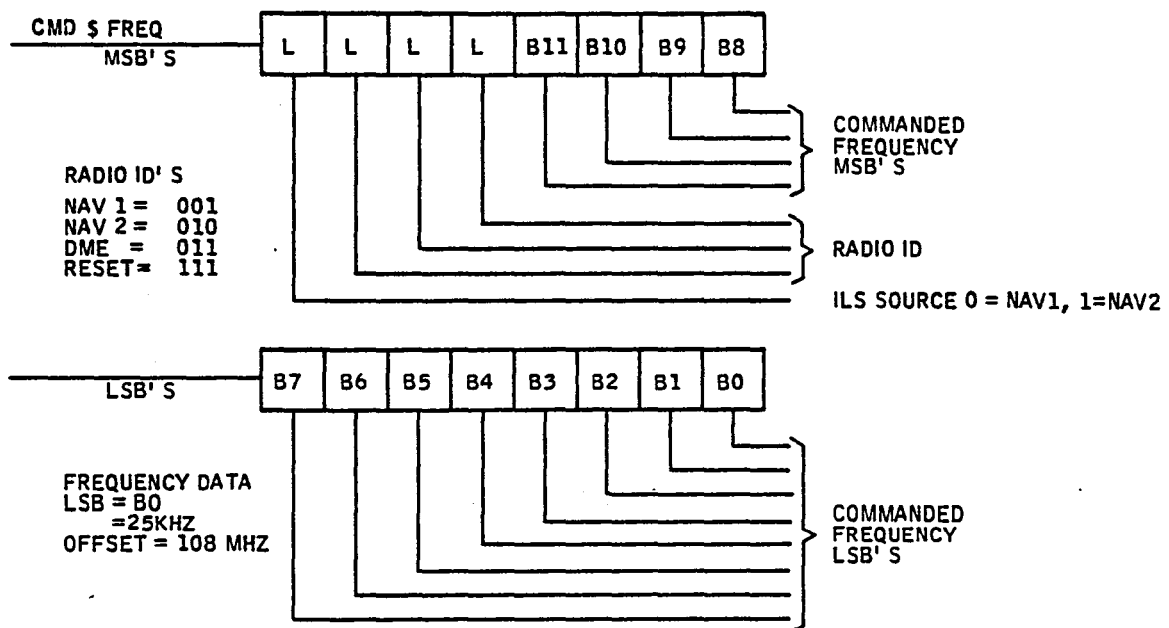 CMD $ FREQ
MSB'S
L L L L B11 B10 B9 B8
COMMANDED
FREQUENCY
MSB'S
RADIO ID'S
NAV 1 = 001
NAV 2 = 010
DME = 011
RESET = 111
RADIO ID
ILS SOURCE 0 = NAV1, 1=NAV2
LSB'S
B7 B6 B5 B4 B3 B2 B1 B0
FREQUENCY DATA
LSB = B0
=25KHZ
OFFSET = 108 MHZ
COMMANDED
FREQUENCY
LSB'S